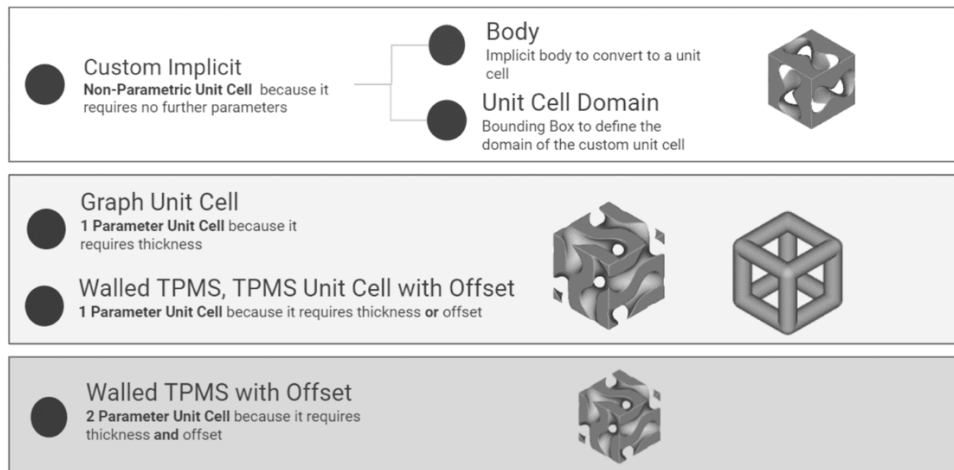 Custom Implicit
Non-Parametric Unit Cell because it
requires no further parameters
Body
Implicit body to convert to a unit
cell
Unit Cell Domain
Bounding Box to define the
domain of the custom unit cell
Graph Unit Cell
1 Parameter Unit Cell because it
requires thickness
Walled TPMS, TPMS Unit Cell with Offset
1 Parameter Unit Cell because it requires thickness or offset
Walled TPMS with Offset
2 Parameter Unit Cell because it requires
thickness and offset